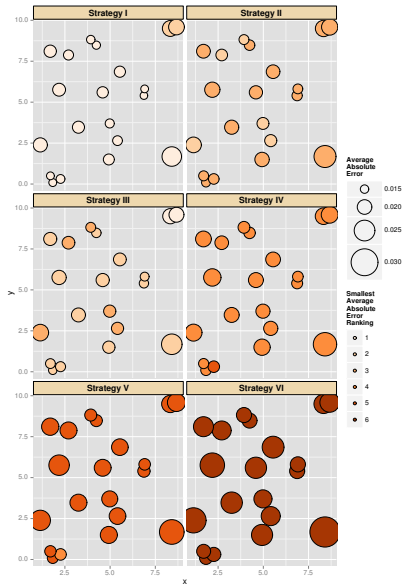 Strategy I
Strategy II
10.0
7.5
5.0
2.5
0.0
Strategy III
Strategy IV
10.0
7.5
5.0
2.5
0.0
y
Strategy V
Strategy VI
10.0
7.5
5.0
2.5
0.0
2.5
5.0
7.5
2.5
5.0
7.5
x
Average
Absolute
Error
0.015
0.020
0.025
0.030
Smallest
Average
Absolute
Error
Ranking
1
2
3
4
5
6